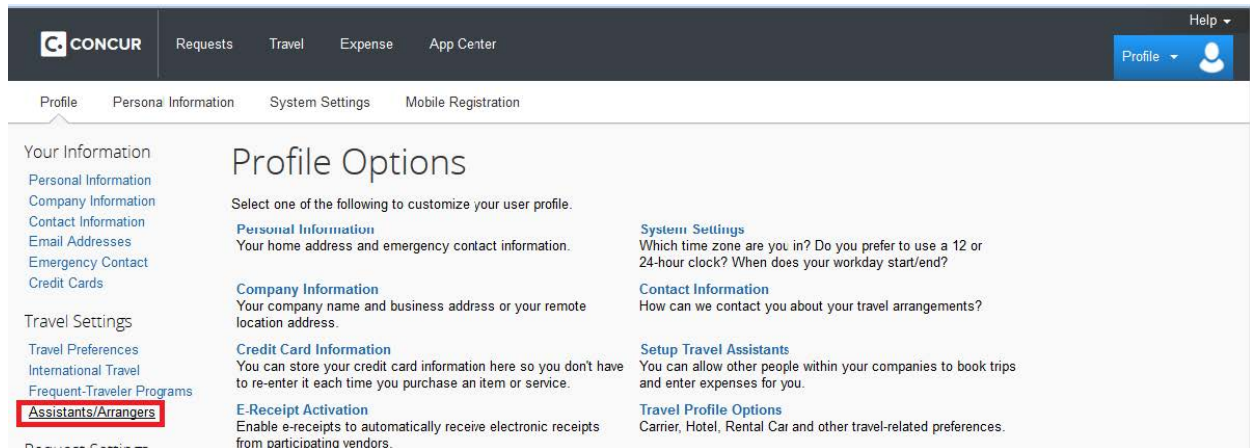 Help
C. CONCUR
Requests Travel Expense App Center
Profile
Profile Personal Information System Settings Mobile Registration
Your Information
Personal Information
Company Information
Contact Information
Email Addresses
Emergency Contact
Credit Cards
Travel Settings
Travel Preferences
International Travel
Frequent-Traveler Programs
Assistants/Arrangers
Request Settings
Profile Options
Select one of the following to customize your user profile.
Personal Information
Your home address and emergency contact information.
System Settings
Which time zone are you in? Do you prefer to use a 12 or
24-hour clock? When does your workday start/end?
Company Information
Your company name and business address or your remote
location address.
Contact Information
How can we contact you about your travel arrangements?
Credit Card Information
You can store your credit card information here so you don't have
to re-enter it each time you purchase an item or service.
Setup Travel Assistants
You can allow other people within your companies to book trips
and enter expenses for you.
E-Receipt Activation
Enable e-receipts to automatically receive electronic receipts
from participating vendors.
Travel Profile Options
Carrier, Hotel, Rental Car and other travel-related preferences.